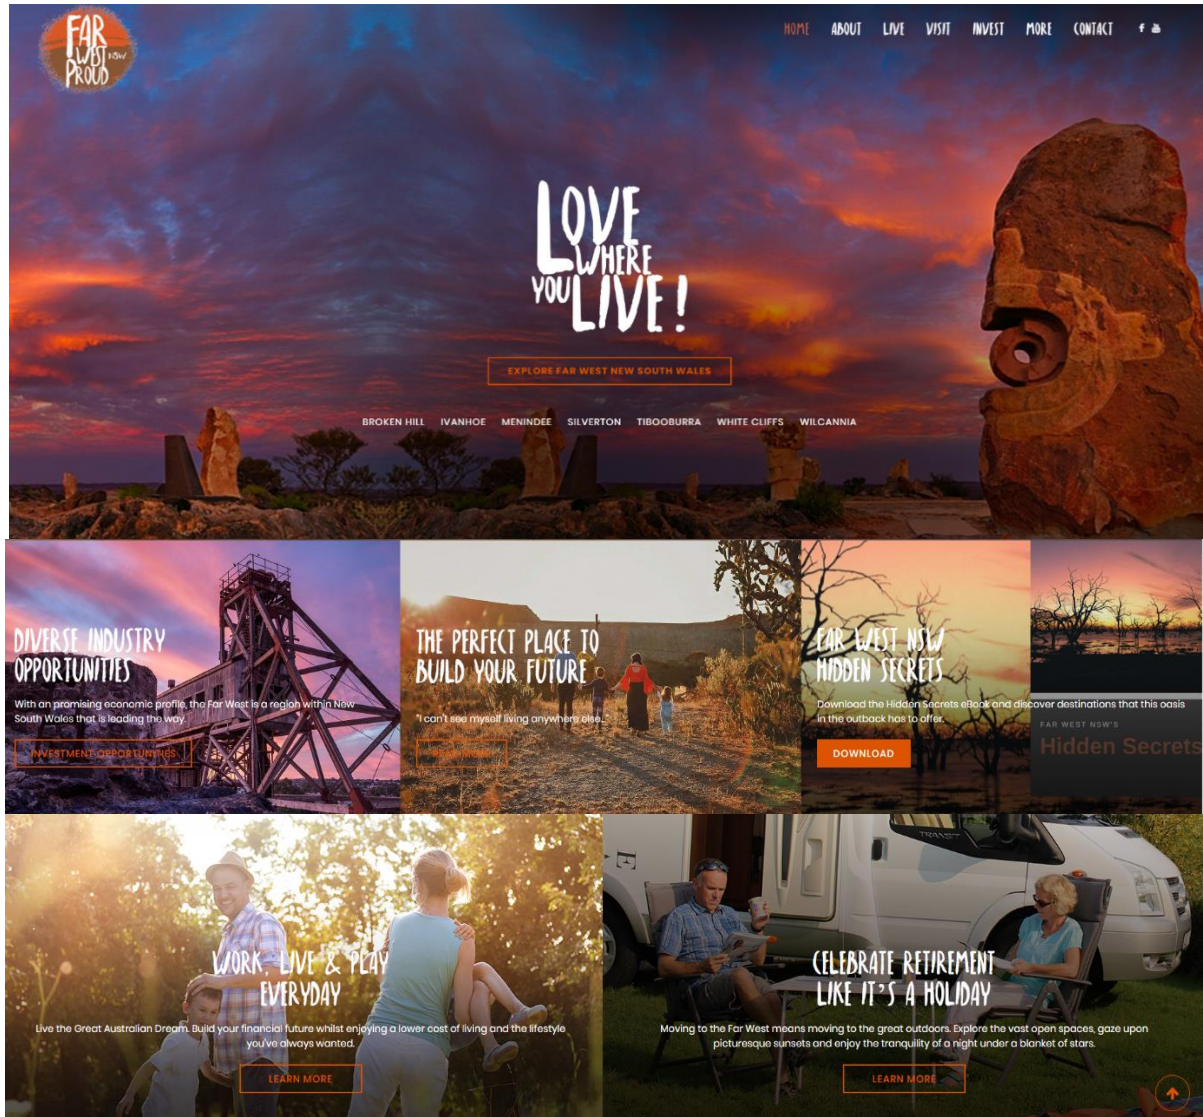 FAR
WEST NSW
PROUD
HOME ABOUT LIVE VISIT INVEST MORE CONTACT
LOVE
WHERE
YOU LIVE!
EXPLORE FAR WEST NEW SOUTH WALES
BROKEN HILL IVANHOE MENINDEE SILVERTON TIBOOBURRA WHITE CLIFFS WILCANNIA
DIVERSE INDUSTRY
OPPORTUNITIES
With an promising economic profile, the Far West is a region within New
South Wales that is leading the way.
INVESTMENT OPPORTUNITIES
THE PERFECT PLACE TO
BUILD YOUR FUTURE
"I can't see myself living anywhere else..."
READ MORE
FAR WEST NSW
HIDDEN SECRETS
Download the Hidden Secrets eBook and discover destinations that this oasis
in the outback has to offer.
DOWNLOAD
FAR WEST NSW'S
Hidden Secrets
WORK, LIVE & PLAY
EVERYDAY
Live the Great Australian Dream. Build your financial future whilst enjoying a lower cost of living and the lifestyle
you've always wanted.
LEARN MORE
TRANSIT
CELEBRATE RETIREMENT
LIKE IT'S A HOLIDAY
Moving to the Far West means moving to the great outdoors. Explore the vast open spaces, gaze upon
picturesque sunsets and enjoy the tranquility of a night under a blanket of stars.
LEARN MORE